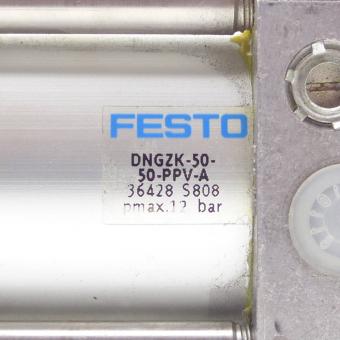 FESTO
DNGZK-50-
50-PPV-A
36428 S808
pmax.12 bar